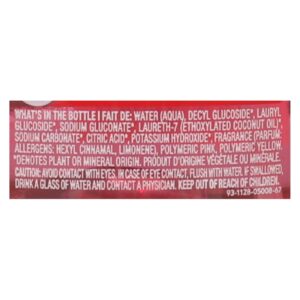 WHAT'S IN THE BOTTLE I FAIT DE: WATER (AQUA), DECYL GLUCOSIDE*, LAURYL
GLUCOSIDE*, SODIUM GLUCONATE*, LAURETH-7 (ETHOXYLATED COCONUT OIL)*,
SODIUM CARBONATE*, CITRIC ACID*, POTASSIUM HYDROXIDE*, FRAGRANCE (PARFUM:
ALLERGENS: HEXYL CINNAMAL, LIMONENE), POLYMERIC PINK, POLYMERIC YELLOW.
*DENOTES PLANT OR MINERAL ORIGIN. PRODUIT D'ORIGINE VÉGÉTALE OU MINÉRALE.
CAUTION: AVOID CONTACT WITH EYES. IN CASE OF EYE CONTACT, FLUSH WITH WATER. IF SWALLOWED,
DRINK A GLASS OF WATER AND CONTACT A PHYSICIAN. KEEP OUT OF REACH OF CHILDREN.
93-1128-05008-67